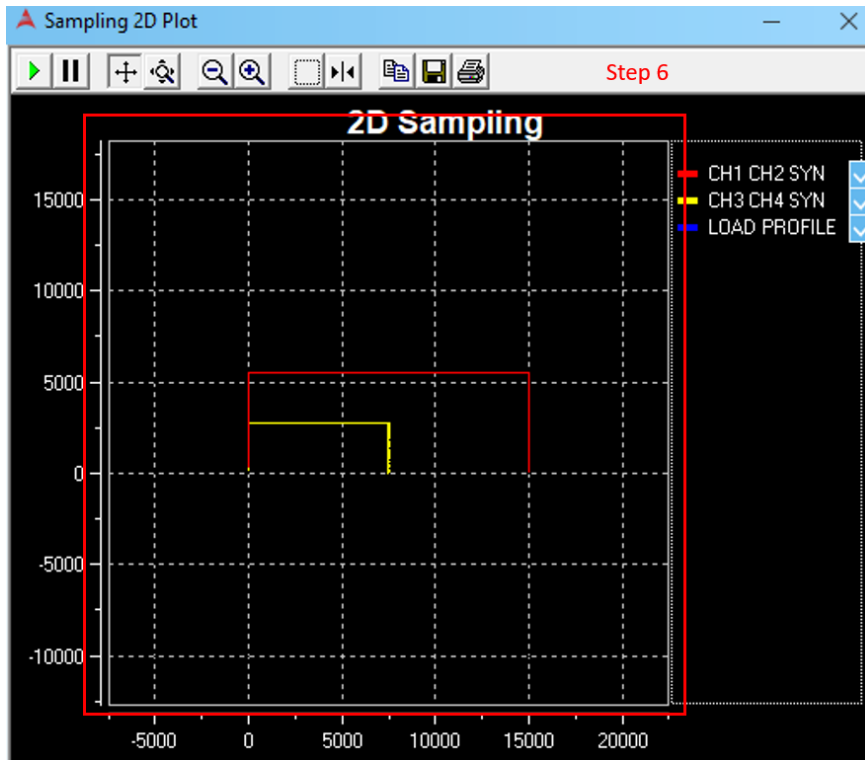 Sampling 2D Plot
Step 6
2D Sampling
CH1 CH2 SYN
CH3 CH4 SYN
LOAD PROFILE
15000
10000
5000
0
-5000
-10000
-5000 0 5000 10000 15000 20000